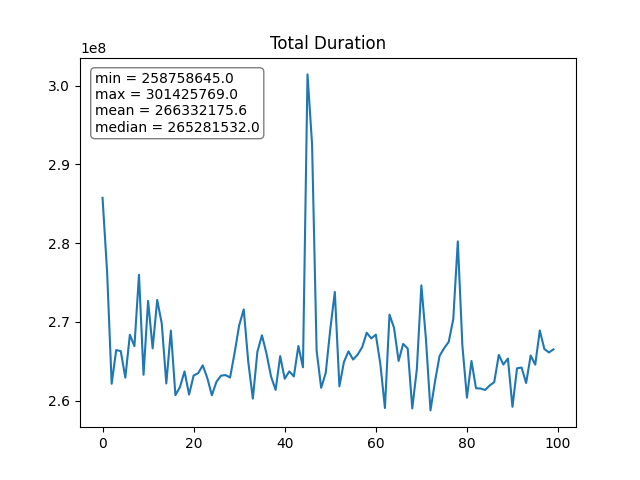 Total Duration
1e8
min = 258758645.0
max = 301425769.0
mean = 266332175.6
median = 265281532.0
3.0
2.9
2.8
2.7
2.6
0 20 40 60 80 100